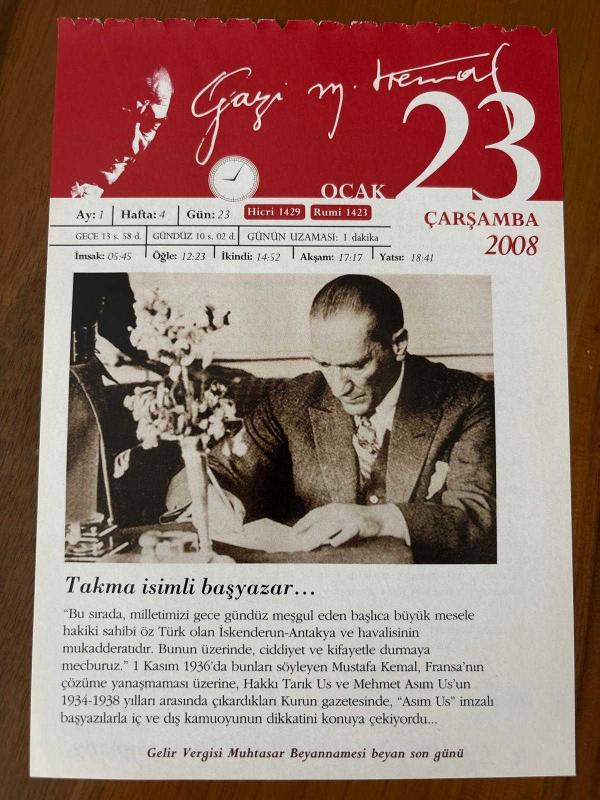 Gazi M. Kemal
OCAK 23
Ay: 1 Hafta: 4 Gün: 23 Hicri 1429 Rumi 1423
ÇARŞAMBA
GECE 13 s. 58 d. GÜNDÜZ 10 s. 02 d. GÜNÜN UZAMASI: 1 dakika
2008
İmsak: 05:45 Öğle: 12:23 İkindi: 14:52 Akşam: 17:17 Yatsı: 18:41
Takma isimli başyazar...
“Bu sırada, milletimizi gece gündüz meşgul eden başlıca büyük mesele
hakiki sahibi öz Türk olan İskenderun-Antakya ve havalisinin
mukadderatıdır. Bunun üzerinde, ciddiyet ve kifayetle durmaya
mecburuz.” 1 Kasım 1936’da bunları söyleyen Mustafa Kemal, Fransa’nın
çözüme yanaşmaması üzerine, Hakkı Tarık Us ve Mehmet Asım Us’un
1934-1938 yılları arasında çıkardıkları Kurun gazetesinde, “Asım Us” imzalı
başyazılarla iç ve dış kamuoyunun dikkatini konuya çekiyordu...
Gelir Vergisi Muhtasar Beyannamesi beyan son günü